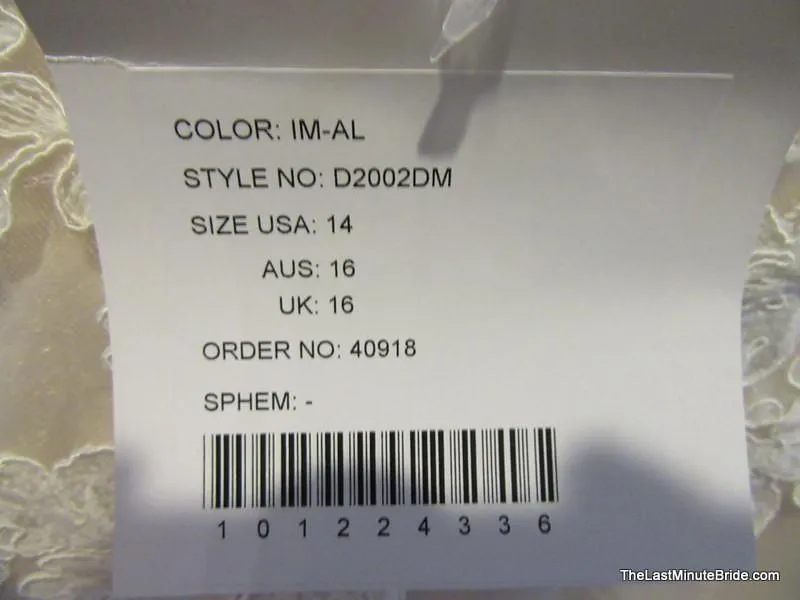 COLOR: IM-AL
STYLE NO: D2002DM
SIZE USA: 14
AUS: 16
UK: 16
ORDER NO: 40918
SPHEM: -
1 0 1 2 2 4 3 3 6
TheLastMinuteBride.com